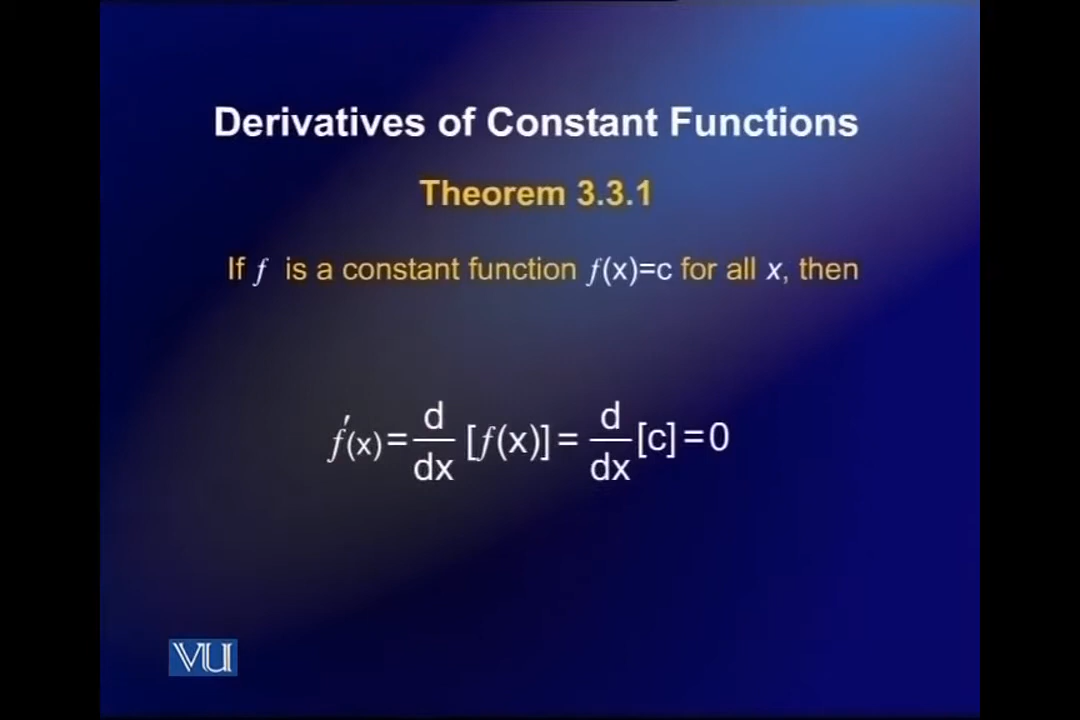 Derivatives of Constant Functions
Theorem 3.3.1
If f is a constant function f(x)=c for all x, then
f′(x) = d/dx [f(x)] = d/dx [c] = 0
VU